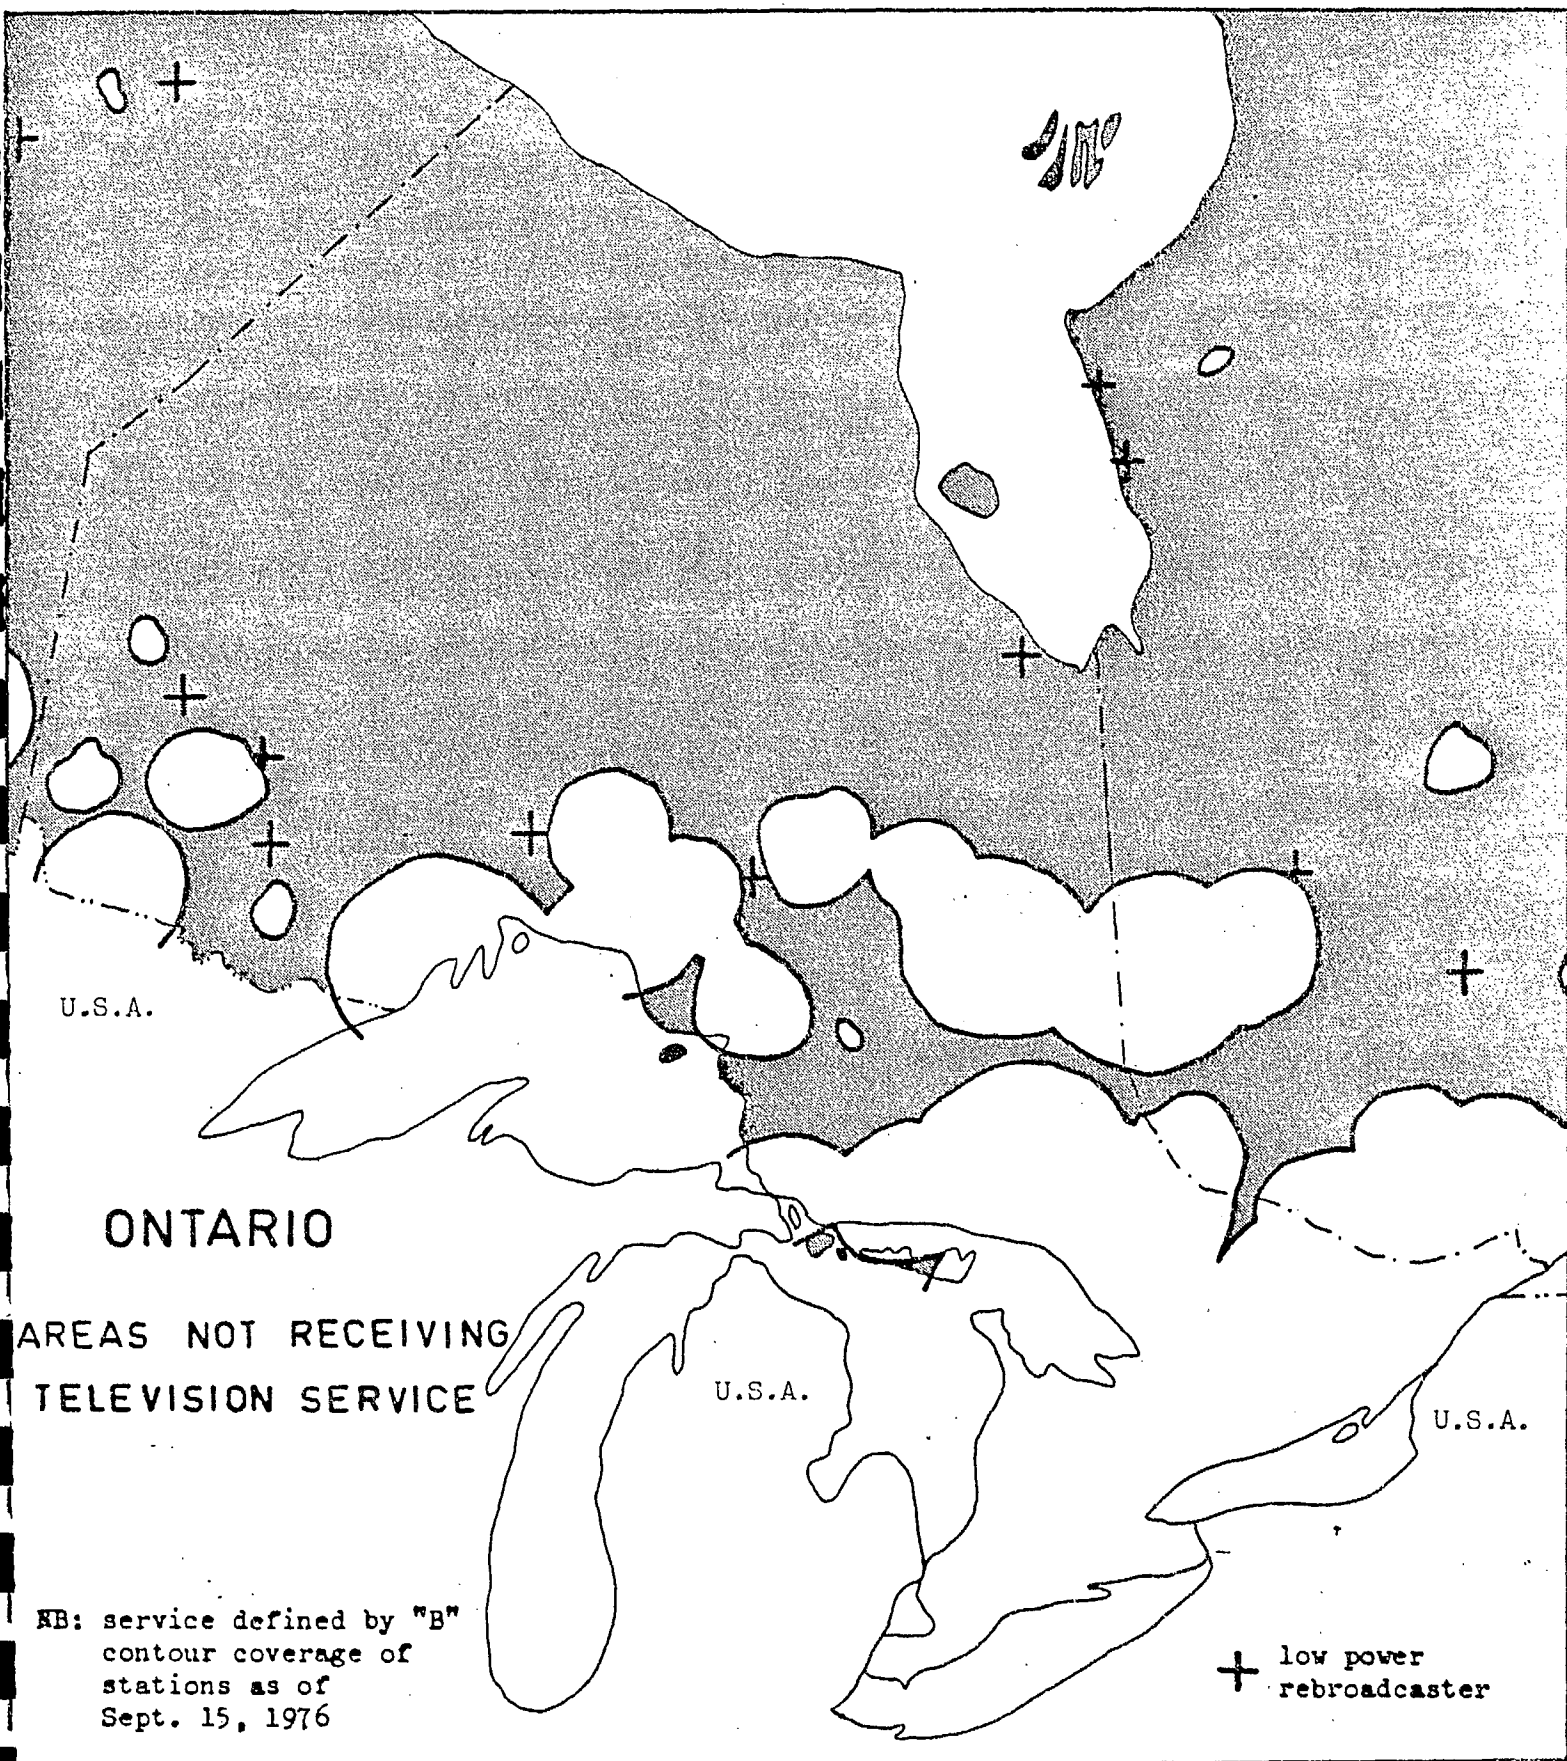 U.S.A.
ONTARIO
AREAS NOT RECEIVING
TELEVISION SERVICE
U.S.A.
U.S.A.
NB: service defined by "B"
contour coverage of
stations as of
Sept. 15, 1976
+ low power
rebroadcaster